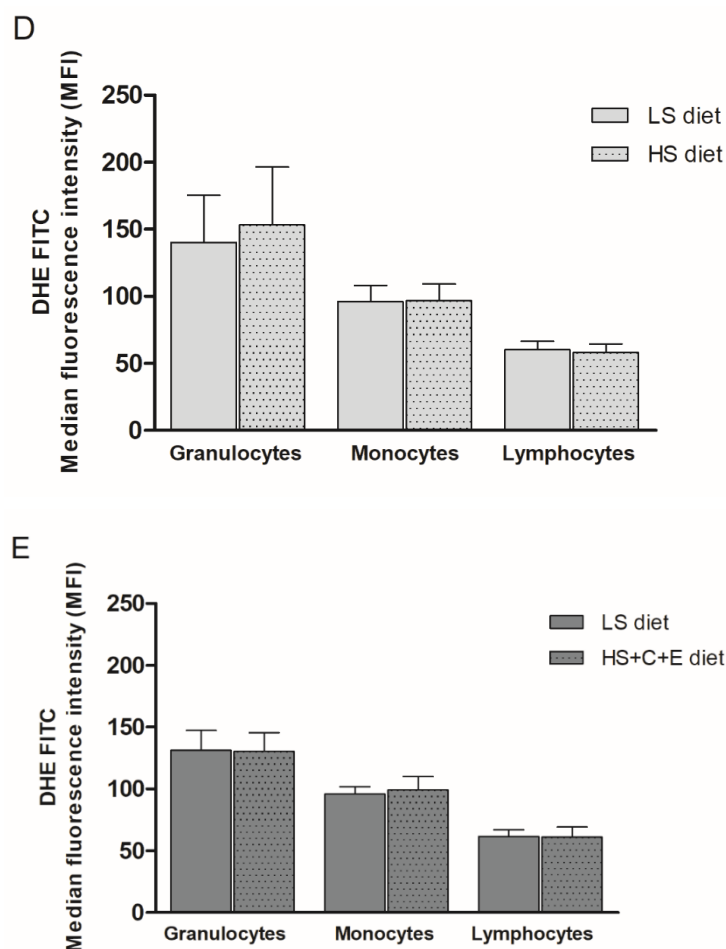 D
DHE FITC
Median fluorescence intensity (MFI)
250
200
150
100
50
0
LS diet
HS diet
Granulocytes Monocytes Lymphocytes
E
DHE FITC
Median fluorescence intensity (MFI)
250
200
150
100
50
0
LS diet
HS+C+E diet
Granulocytes Monocytes Lymphocytes